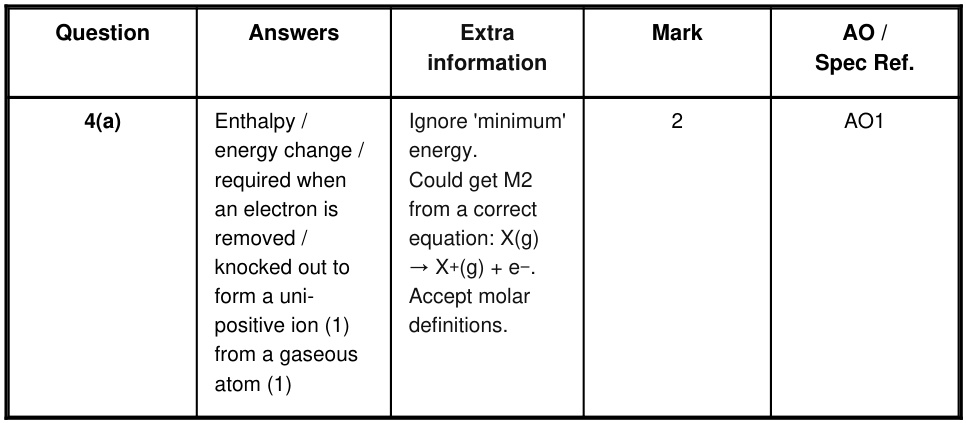 Question
Answers
Extra
information
Mark
AO /
Spec Ref.
4(a)
Enthalpy /
energy change /
required when
an electron is
removed /
knocked out to
form a uni-
positive ion (1)
from a gaseous
atom (1)
Ignore 'minimum'
energy.
Could get M2
from a correct
equation: X(g)
→ X+(g) + e−.
Accept molar
definitions.
2
AO1